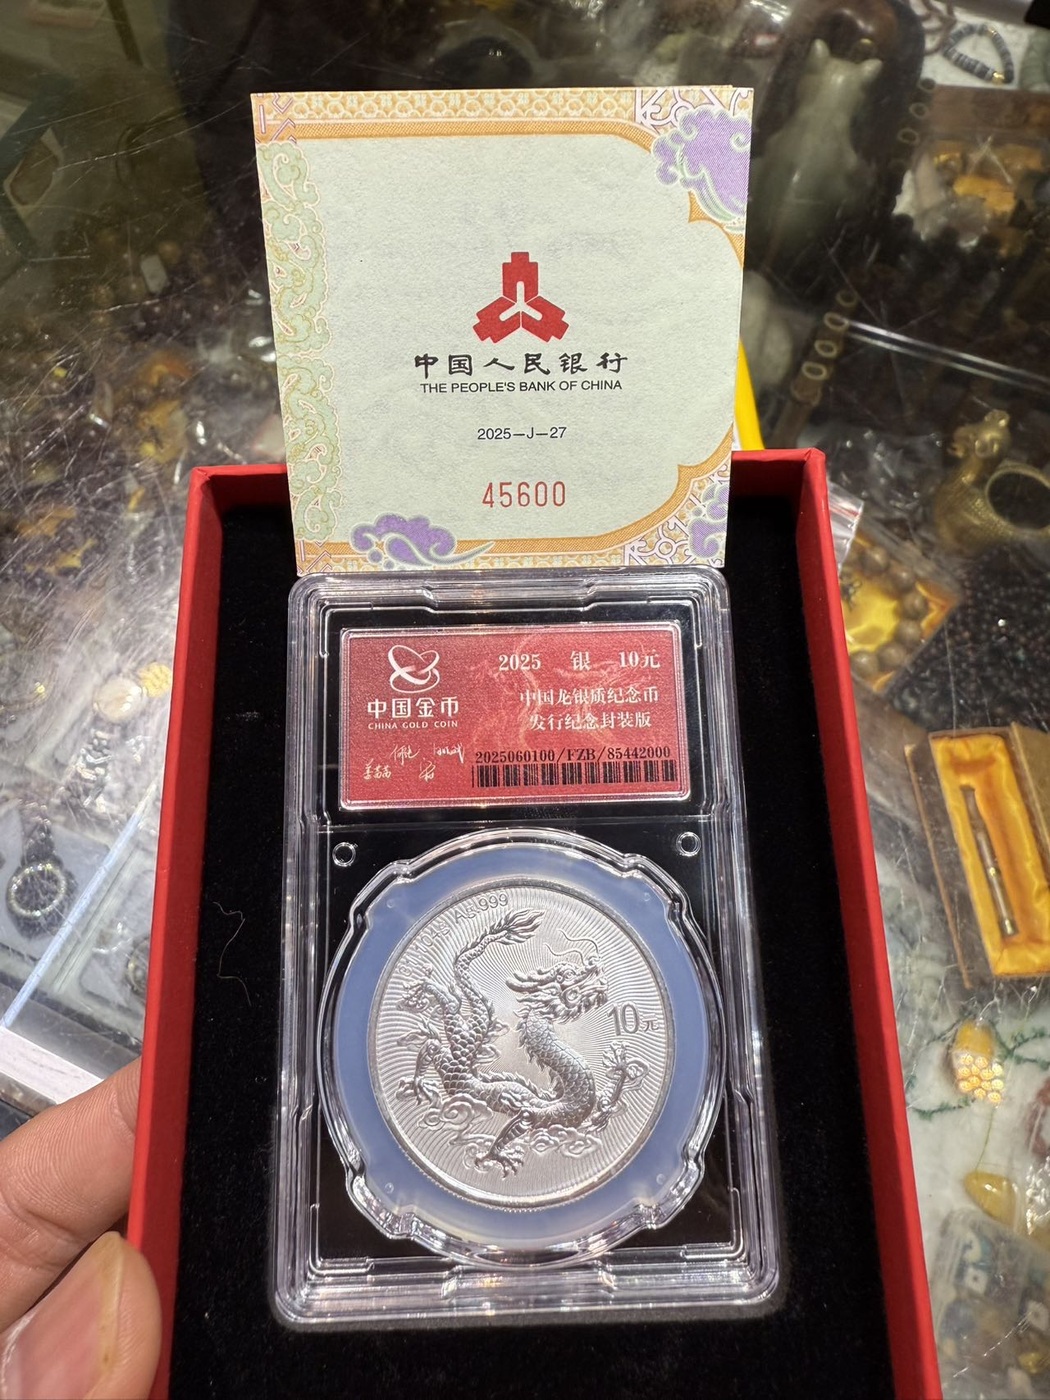 中国人民银行
THE PEOPLE'S BANK OF CHINA
2025—J—27
45600
中国金币
CHINA GOLD COIN
2025 银 10元
中国龙银质纪念币
发行纪念封装版
2025060100/FZB/85442000
Ag999
10元